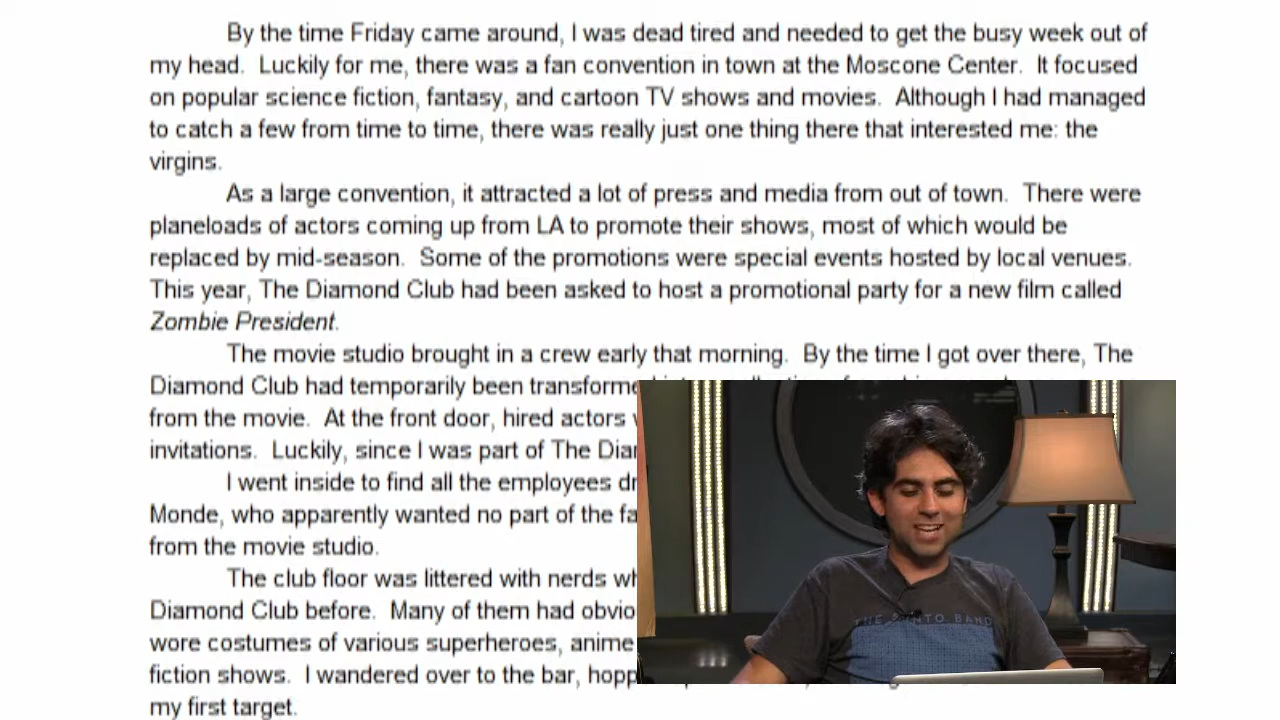 By the time Friday came around, I was dead tired and needed to get the busy week out of
my head. Luckily for me, there was a fan convention in town at the Moscone Center. It focused
on popular science fiction, fantasy, and cartoon TV shows and movies. Although I had managed
to catch a few from time to time, there was really just one thing there that interested me: the
virgins.
As a large convention, it attracted a lot of press and media from out of town. There were
planeloads of actors coming up from LA to promote their shows, most of which would be
replaced by mid-season. Some of the promotions were special events hosted by local venues.
This year, The Diamond Club had been asked to host a promotional party for a new film called
Zombie President.
The movie studio brought in a crew early that morning. By the time I got over there, The
Diamond Club had temporarily been transforme
from the movie. At the front door, hired actors
invitations. Luckily, since I was part of The Diam
I went inside to find all the employees dr
Monde, who apparently wanted no part of the fa
from the movie studio.
The club floor was littered with nerds wh
Diamond Club before. Many of them had obvio
wore costumes of various superheroes, anime
fiction shows. I wandered over to the bar, hopp
my first target.
THE BAND